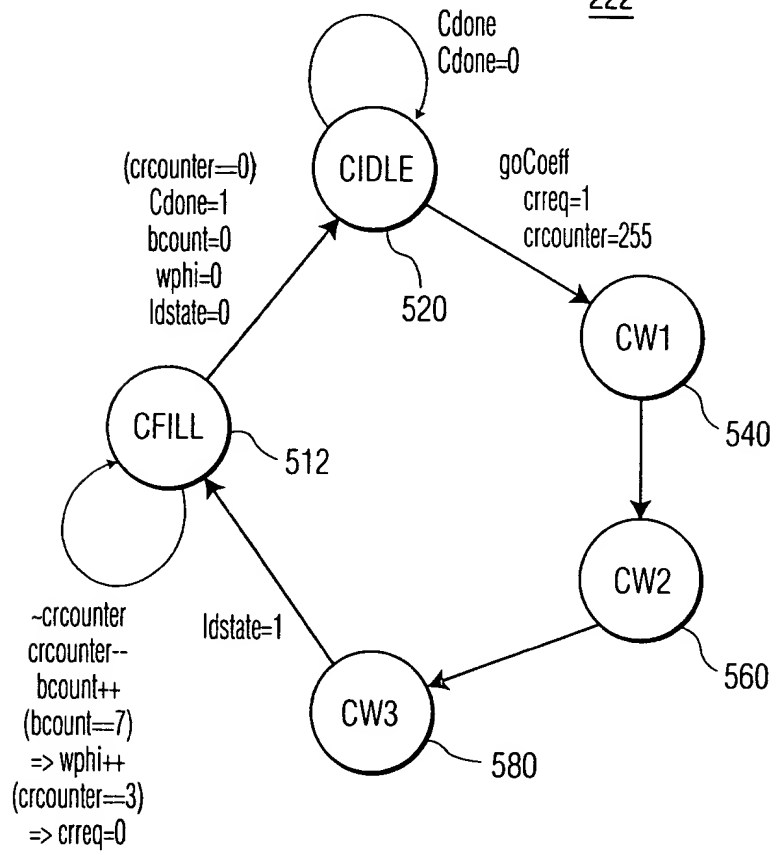 222
Cdone
Cdone=0
(crcounter==0)
Cdone=1
bcount=0
wphi=0
ldstate=0
CIDLE
goCoeff
crreq=1
crcounter=255
520
CW1
540
CFILL
512
CW2
560
~crcounter
crcounter--
bcount++
(bcount==7)
=> wphi++
(crcounter==3)
=> crreq=0
ldstate=1
CW3
580